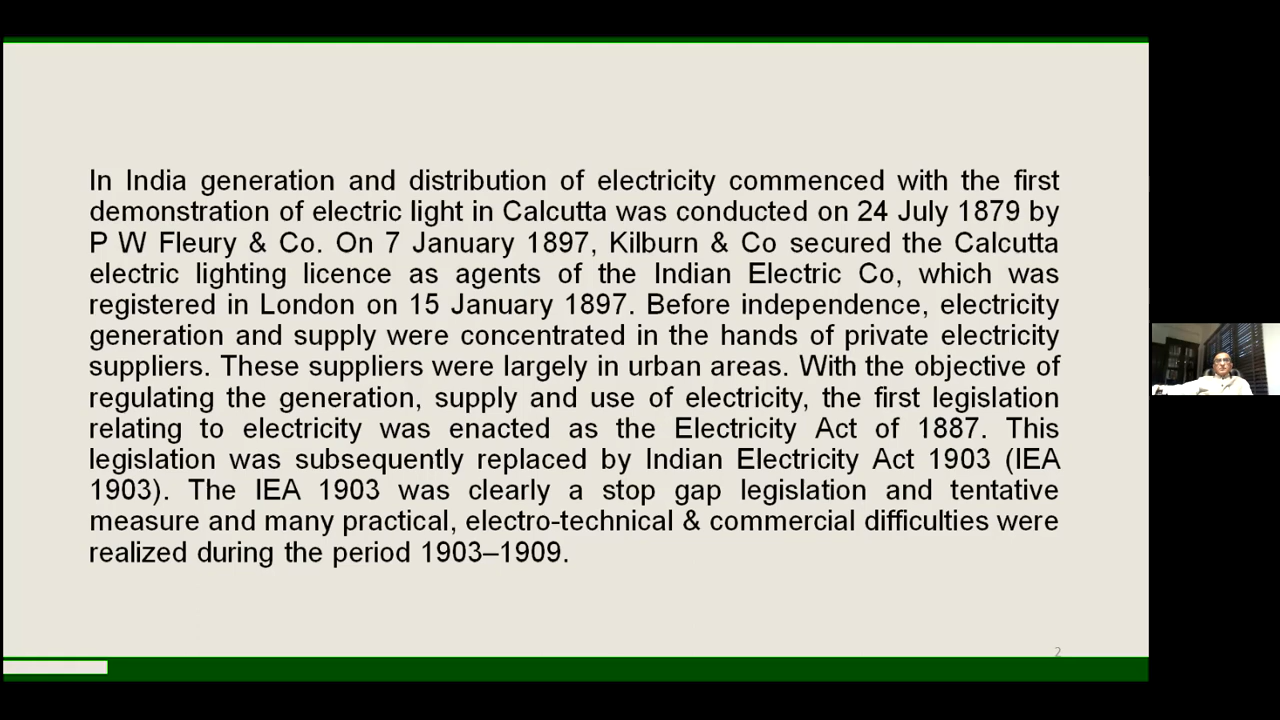 In India generation and distribution of electricity commenced with the first
demonstration of electric light in Calcutta was conducted on 24 July 1879 by
P W Fleury & Co. On 7 January 1897, Kilburn & Co secured the Calcutta
electric lighting licence as agents of the Indian Electric Co, which was
registered in London on 15 January 1897. Before independence, electricity
generation and supply were concentrated in the hands of private electricity
suppliers. These suppliers were largely in urban areas. With the objective of
regulating the generation, supply and use of electricity, the first legislation
relating to electricity was enacted as the Electricity Act of 1887. This
legislation was subsequently replaced by Indian Electricity Act 1903 (IEA
1903). The IEA 1903 was clearly a stop gap legislation and tentative
measure and many practical, electro-technical & commercial difficulties were
realized during the period 1903–1909.
2